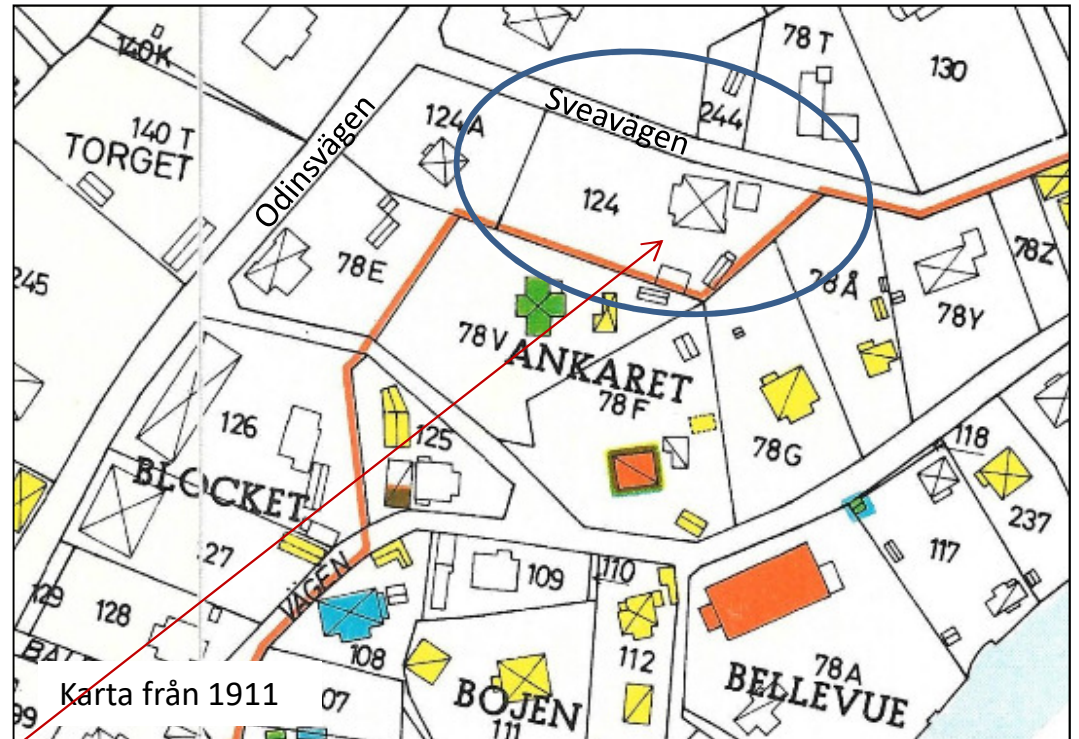 78 T
130
140K
124 A
Sveavägen
244
140 T
TORGET
Odinsvägen
124
78E
78Å
78Z
245
78Y
78V
ANKARET
78 F
126
125
78G
118
BLOCKET
237
27
117
VÄGEN
109
110
129
128
108
112
78A
BELLEVUE
BOJEN
Karta från 1911
07
99
111